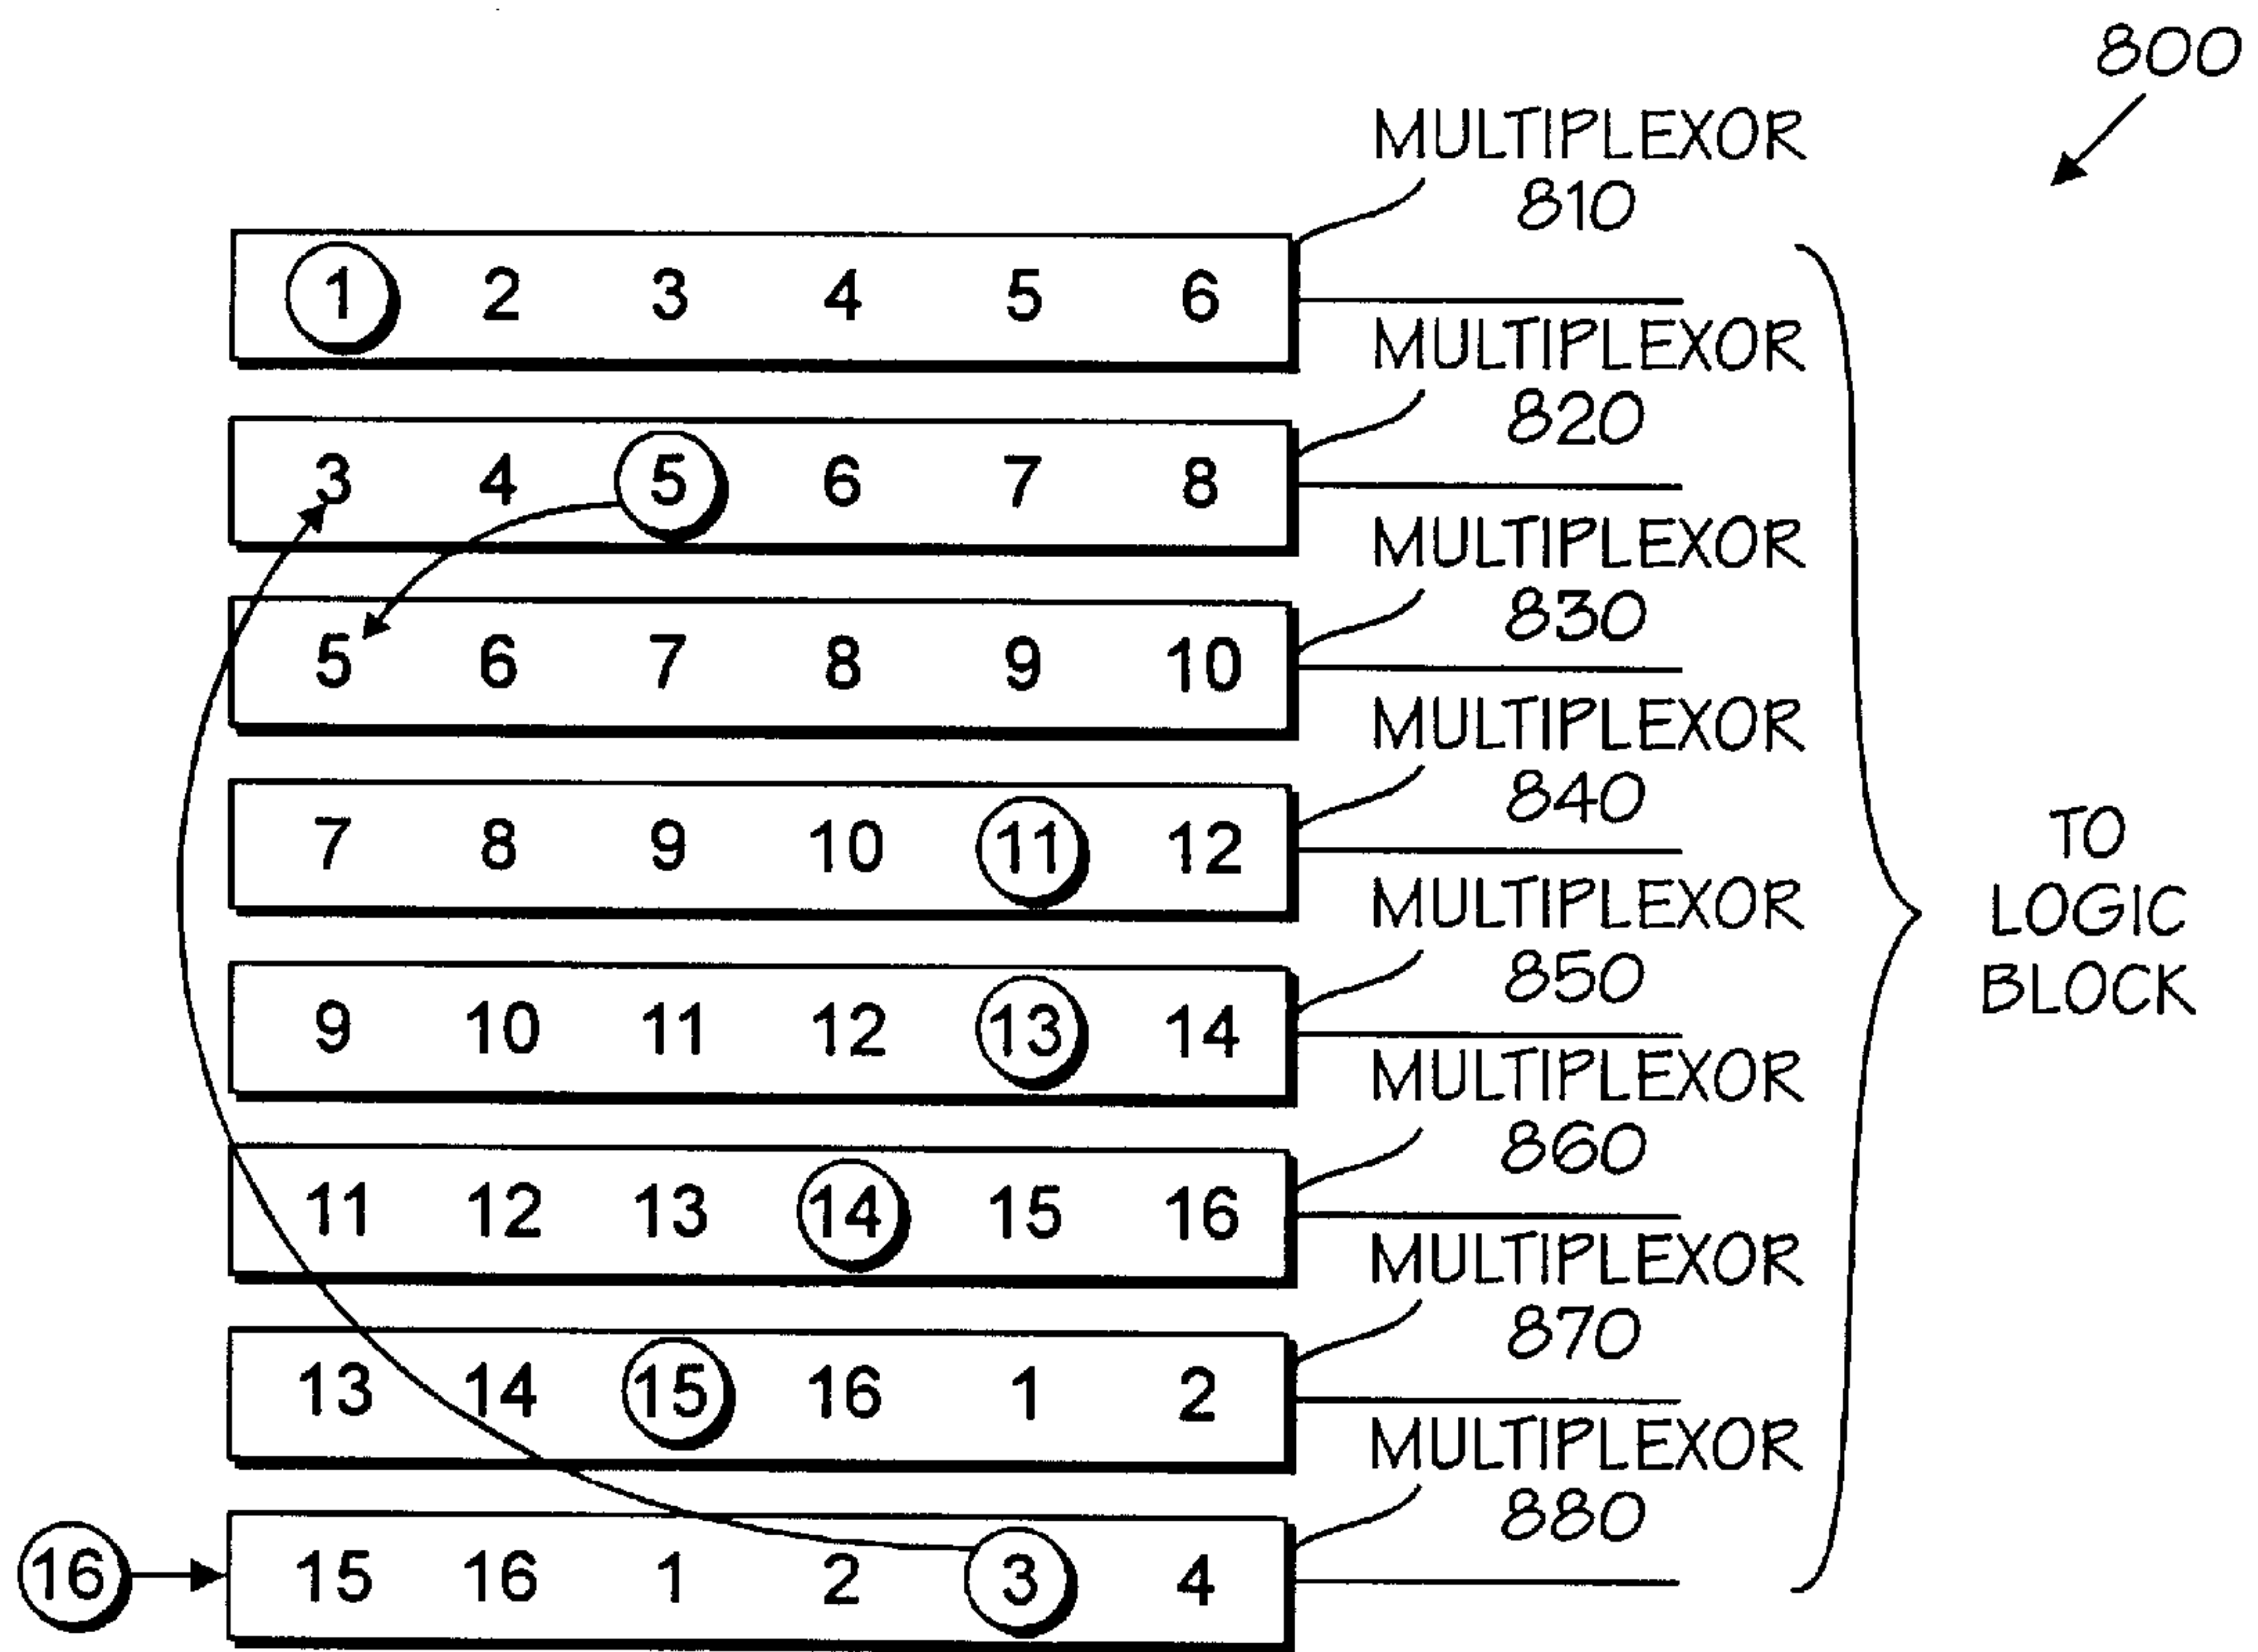 800
MULTIPLEXOR
810
1 2 3 4 5 6
MULTIPLEXOR
820
3 4 5 6 7 8
MULTIPLEXOR
830
5 6 7 8 9 10
MULTIPLEXOR
840
7 8 9 10 11 12
MULTIPLEXOR
850
9 10 11 12 13 14
MULTIPLEXOR
860
11 12 13 14 15 16
MULTIPLEXOR
870
13 14 15 16 1 2
MULTIPLEXOR
880
16
15 16 1 2 3 4
TO
LOGIC
BLOCK